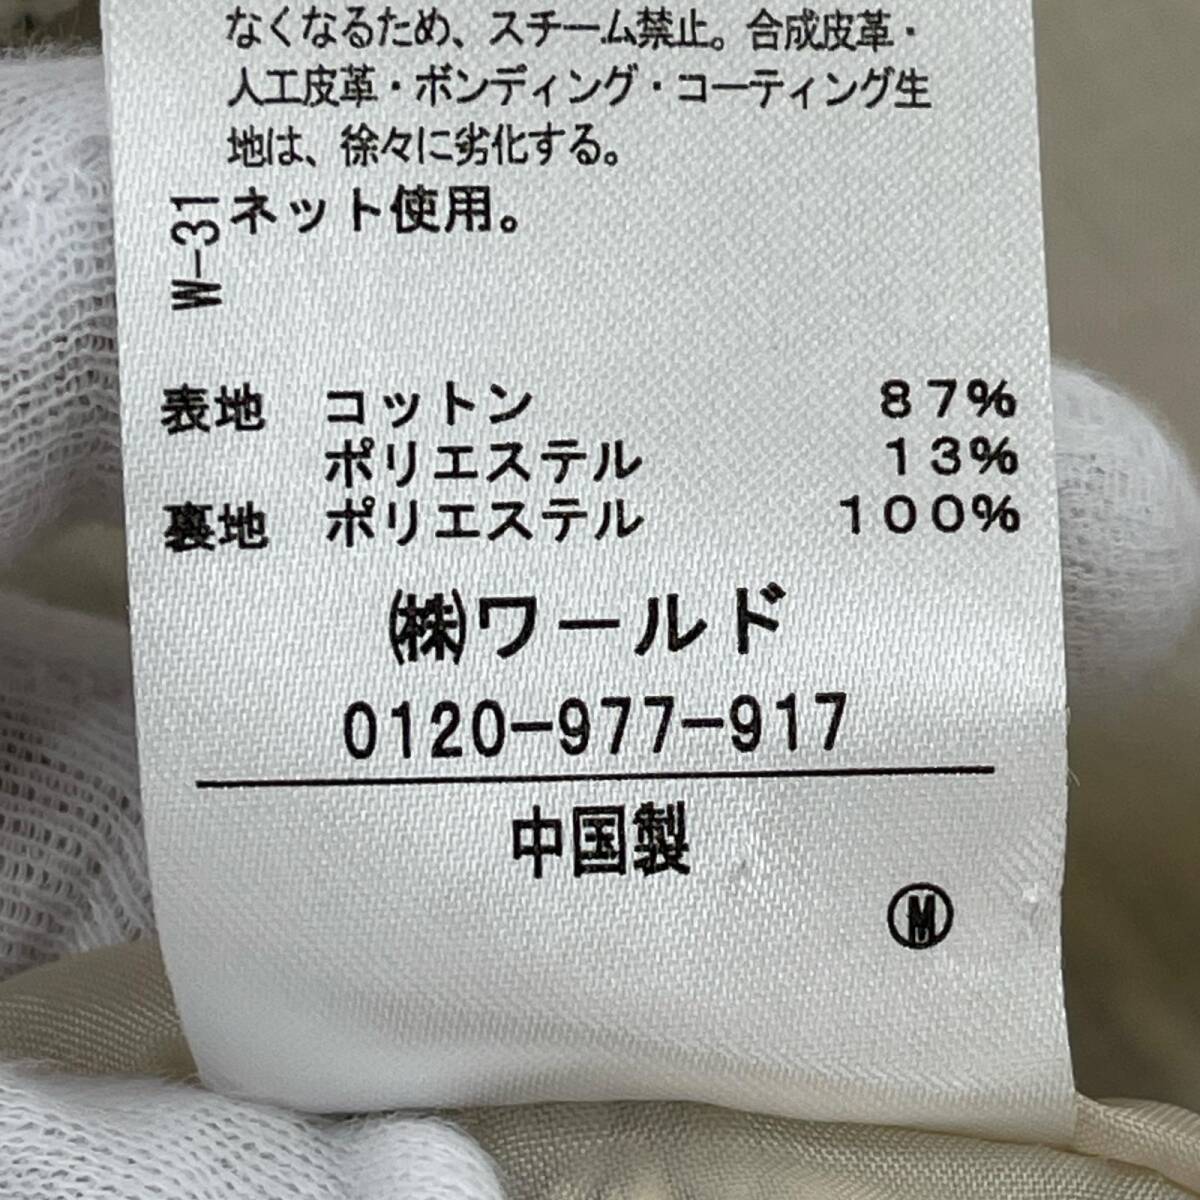 なくなるため、スチーム禁止。合成皮革・
人工皮革・ボンディング・コーティング生
地は、徐々に劣化する。
ネット使用。
W-31
表地 コットン 87%
ポリエステル 13%
裏地 ポリエステル 100%
㈱ワールド
0120-977-917
中国製
Ⓜ